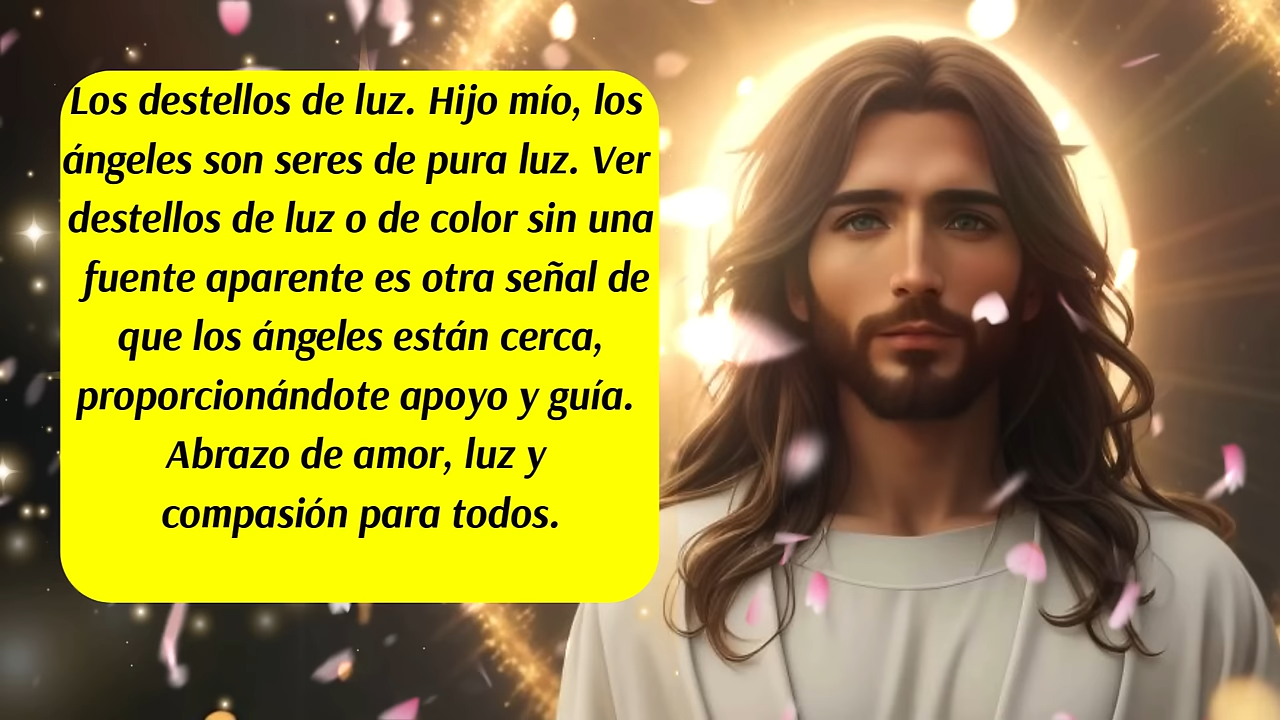 Los destellos de luz. Hijo mío, los
ángeles son seres de pura luz. Ver
destellos de luz o de color sin una
fuente aparente es otra señal de
que los ángeles están cerca,
proporcionándote apoyo y guía.
Abrazo de amor, luz y
compasión para todos.